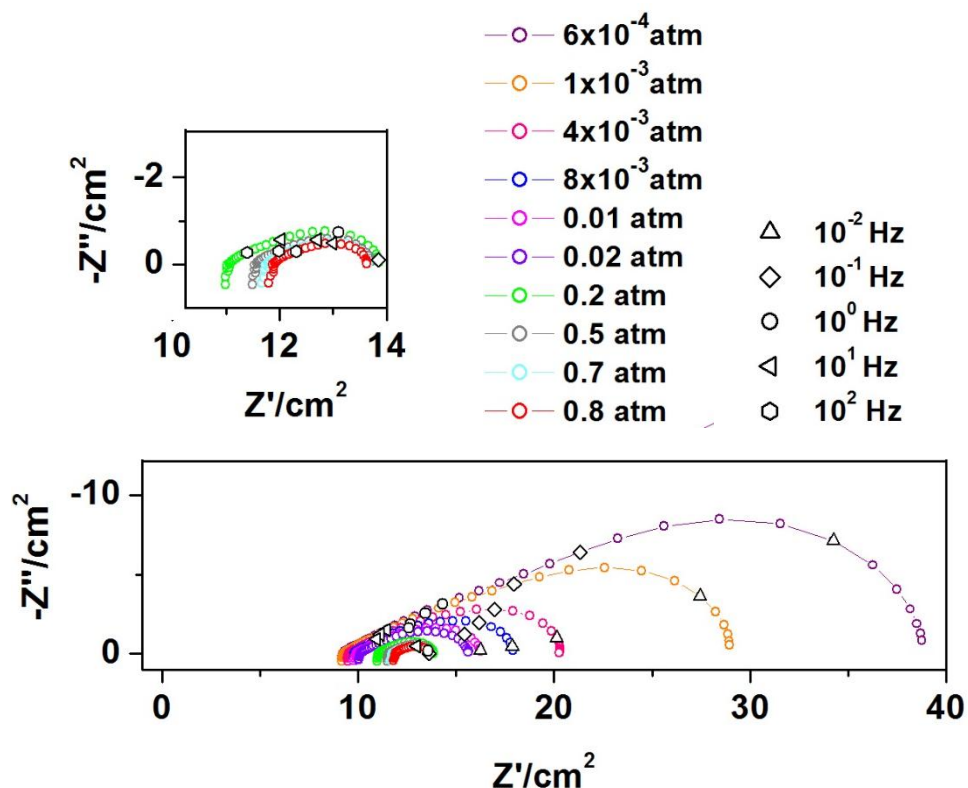 6x10⁻⁴atm
1x10⁻³atm
4x10⁻³atm
8x10⁻³atm
0.01 atm
0.02 atm
0.2 atm
0.5 atm
0.7 atm
0.8 atm
10⁻² Hz
10⁻¹ Hz
10⁰ Hz
10¹ Hz
10² Hz
-Z''/cm²
-2
0
10
12
14
Z'/cm²
-Z''/cm²
-10
0
0
10
20
30
40
Z'/cm²